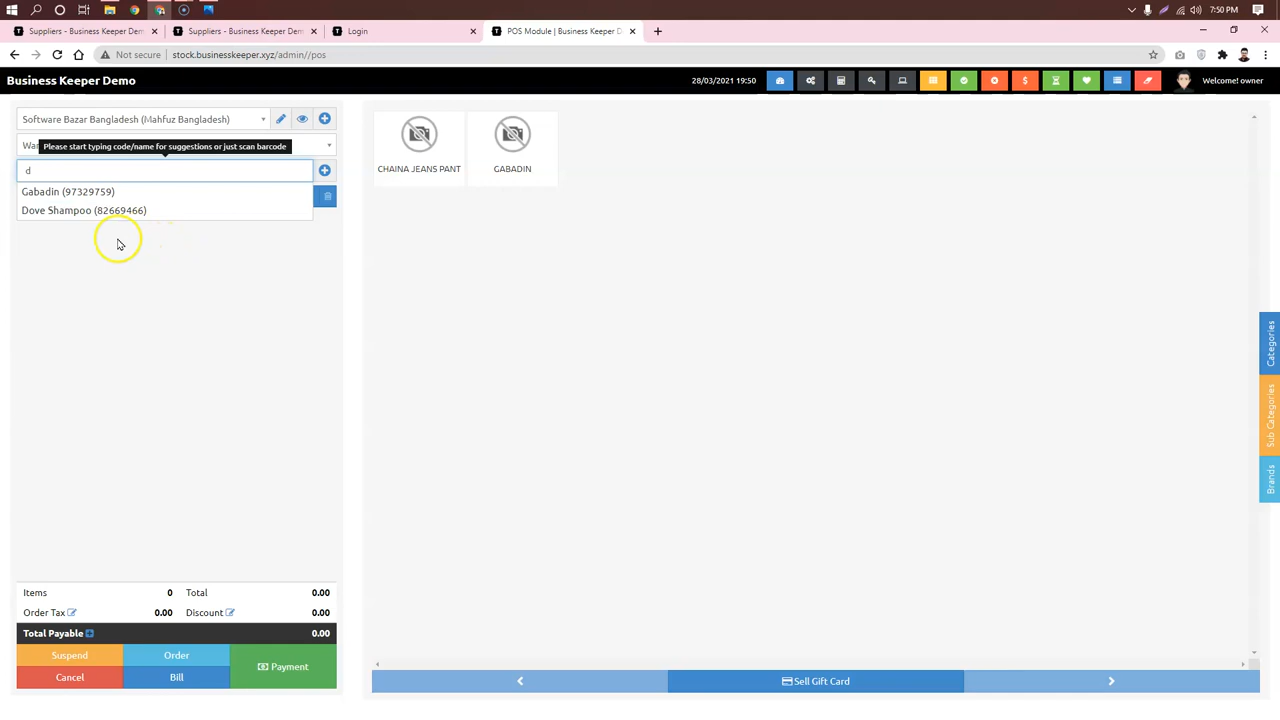 7:50 PM
Suppliers - Business Keeper Demo
Suppliers - Business Keeper Demo
Login
POS Module | Business Keeper D
Not secure
stock.businesskeeper.xyz/admin//pos
Business Keeper Demo
28/03/2021 19:50
Welcome! owner
Software Bazar Bangladesh (Mahfuz Bangladesh)
Please start typing code/name for suggestions or just scan barcode
d
Gabadin (97329759)
Dove Shampoo (82669466)
CHAINA JEANS PANT
GABADIN
Categories
Sub Categories
Brands
Items 0 Total 0.00
Order Tax 0.00 Discount 0.00
Total Payable 0.00
Suspend
Order
Payment
Cancel
Bill
Sell Gift Card